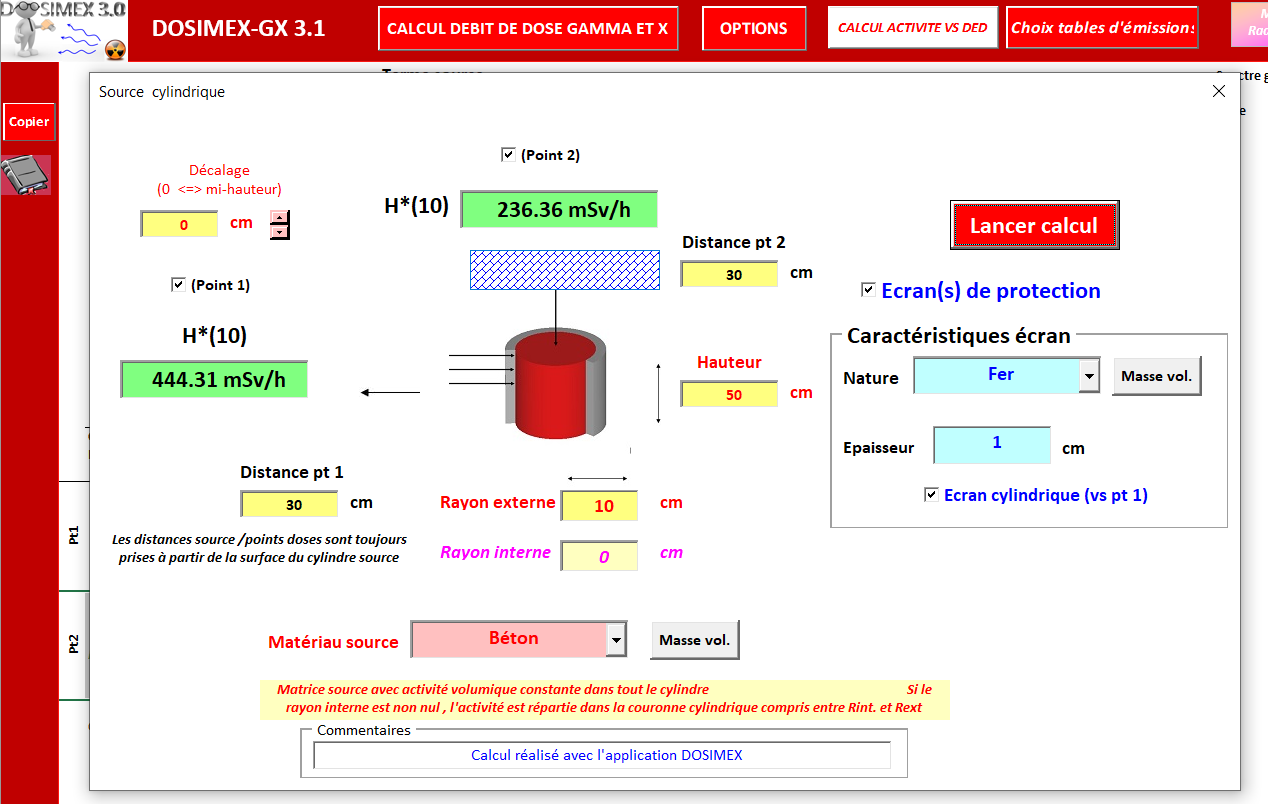 DOSIMEX 3.0
DOSIMEX-GX 3.1
CALCUL DEBIT DE DOSE GAMMA ET X
OPTIONS
CALCUL ACTIVITE VS DED
Choix tables d'émissions
Copier
Source cylindrique
Décalage
(0 <=> mi-hauteur)
0 cm
(Point 2)
H*(10) 236.36 mSv/h
Distance pt 2
30 cm
Lancer calcul
(Point 1)
H*(10)
444.31 mSv/h
Ecran(s) de protection
Caractéristiques écran
Nature Fer Masse vol.
Epaisseur 1 cm
Ecran cylindrique (vs pt 1)
Hauteur
50 cm
Distance pt 1
30 cm
Rayon externe 10 cm
Les distances source /points doses sont toujours
prises à partir de la surface du cylindre source
Rayon interne 0 cm
Pt1
Pt2
Matériau source Béton Masse vol.
Matrice source avec activité volumique constante dans tout le cylindre Si le
rayon interne est non nul , l'activité est répartie dans la couronne cylindrique compris entre Rint. et Rext
Commentaires
Calcul réalisé avec l'application DOSIMEX